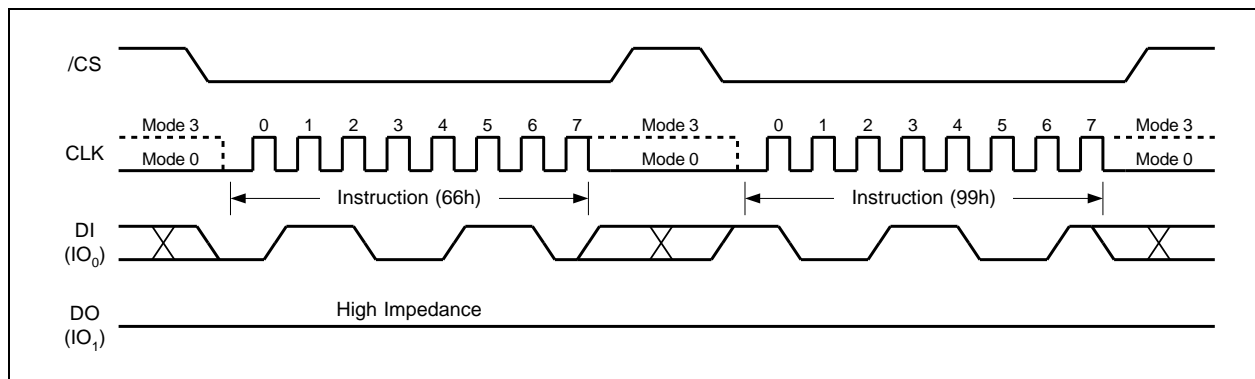 /CS
Mode 3 0 1 2 3 4 5 6 7 Mode 3 0 1 2 3 4 5 6 7 Mode 3
CLK Mode 0 Mode 0 Mode 0
Instruction (66h) Instruction (99h)
DI
(IO₀)
High Impedance
DO
(IO₁)